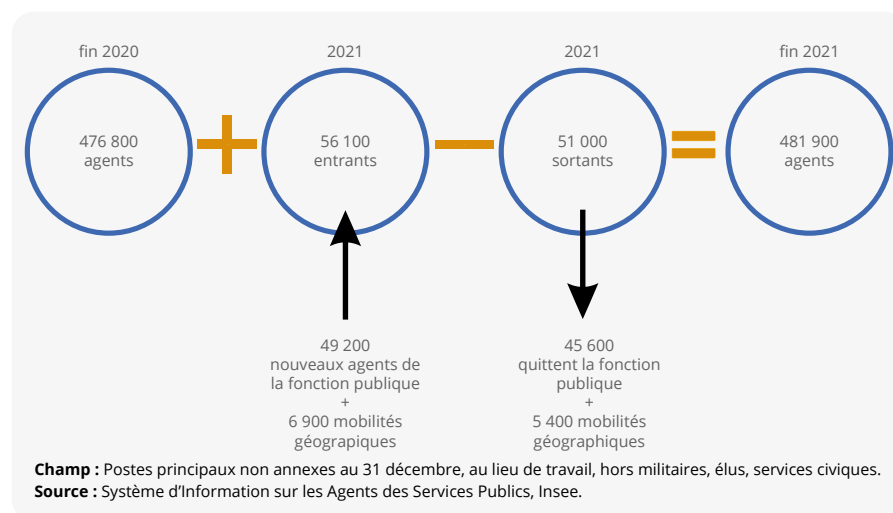 fin 2020
2021
2021
fin 2021
476 800
agents
56 100
entrants
51 000
sortants
481 900
agents
49 200
nouveaux agents de
la fonction publique
+
6 900 mobilités
géograpiques
45 600
quittent la fonction
publique
+
5 400 mobilités
géographiques
Champ : Postes principaux non annexes au 31 décembre, au lieu de travail, hors militaires, élus, services civiques.
Source : Système d’Information sur les Agents des Services Publics, Insee.